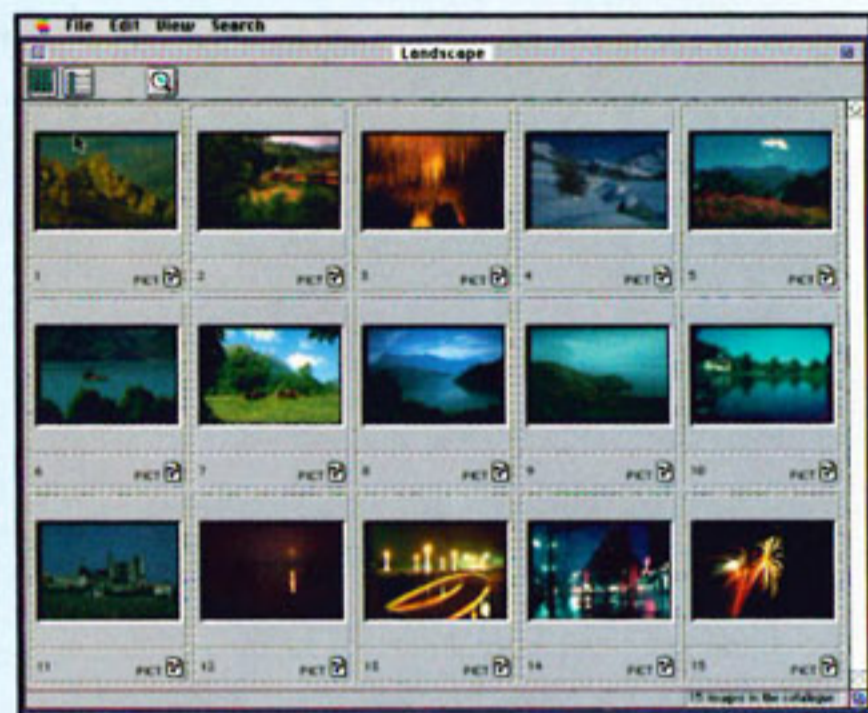 File Edit View Search
Landscape
1 PICT 2 PICT 3 PICT 4 PICT 5 PICT
6 PICT 7 PICT 8 PICT 9 PICT 10 PICT
11 PICT 12 PICT 13 PICT 14 PICT 15 PICT
15 images in the catalogue